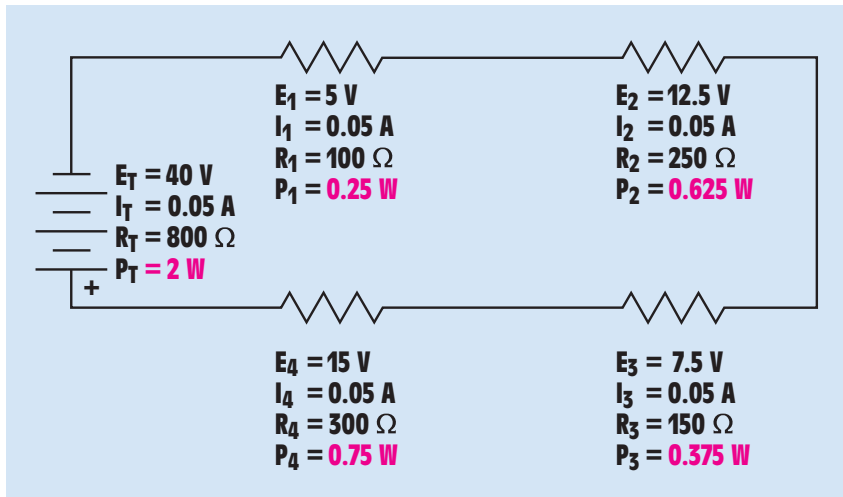 E1 = 5 V
I1 = 0.05 A
R1 = 100 Ω
P1 = 0.25 W
E2 = 12.5 V
I2 = 0.05 A
R2 = 250 Ω
P2 = 0.625 W
ET = 40 V
IT = 0.05 A
RT = 800 Ω
PT = 2 W
+
E4 = 15 V
I4 = 0.05 A
R4 = 300 Ω
P4 = 0.75 W
E3 = 7.5 V
I3 = 0.05 A
R3 = 150 Ω
P3 = 0.375 W